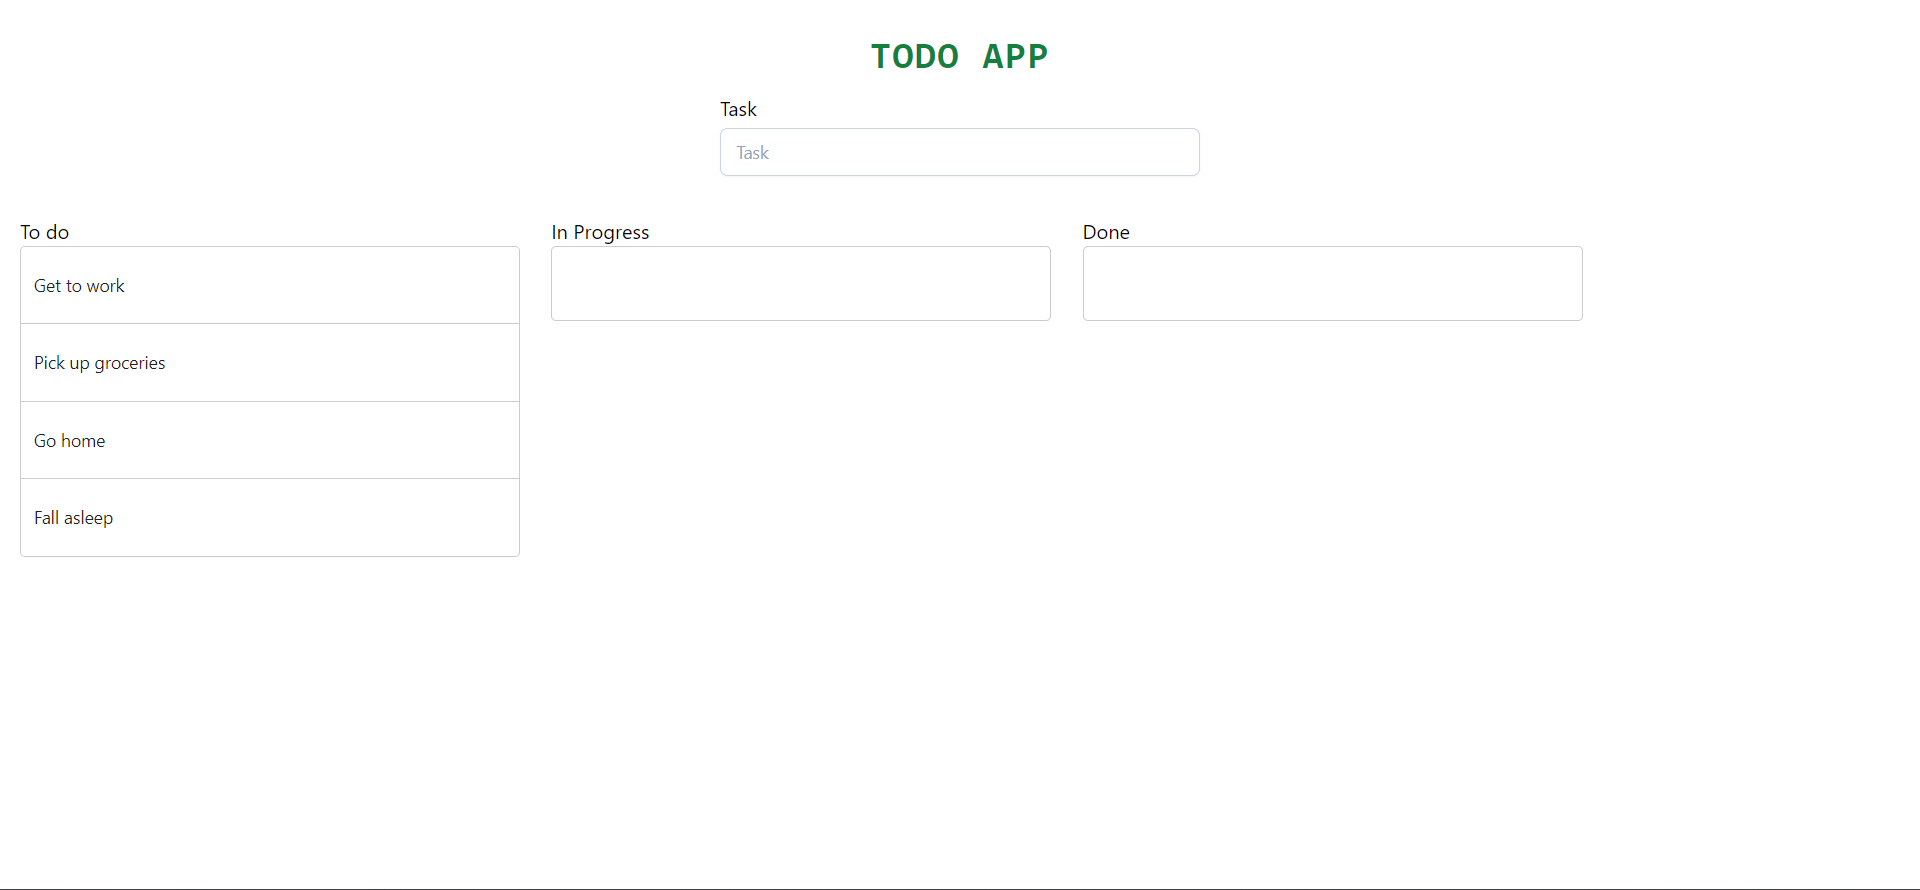 TODO APP
Task
Task
To do
In Progress
Done
Get to work
Pick up groceries
Go home
Fall asleep